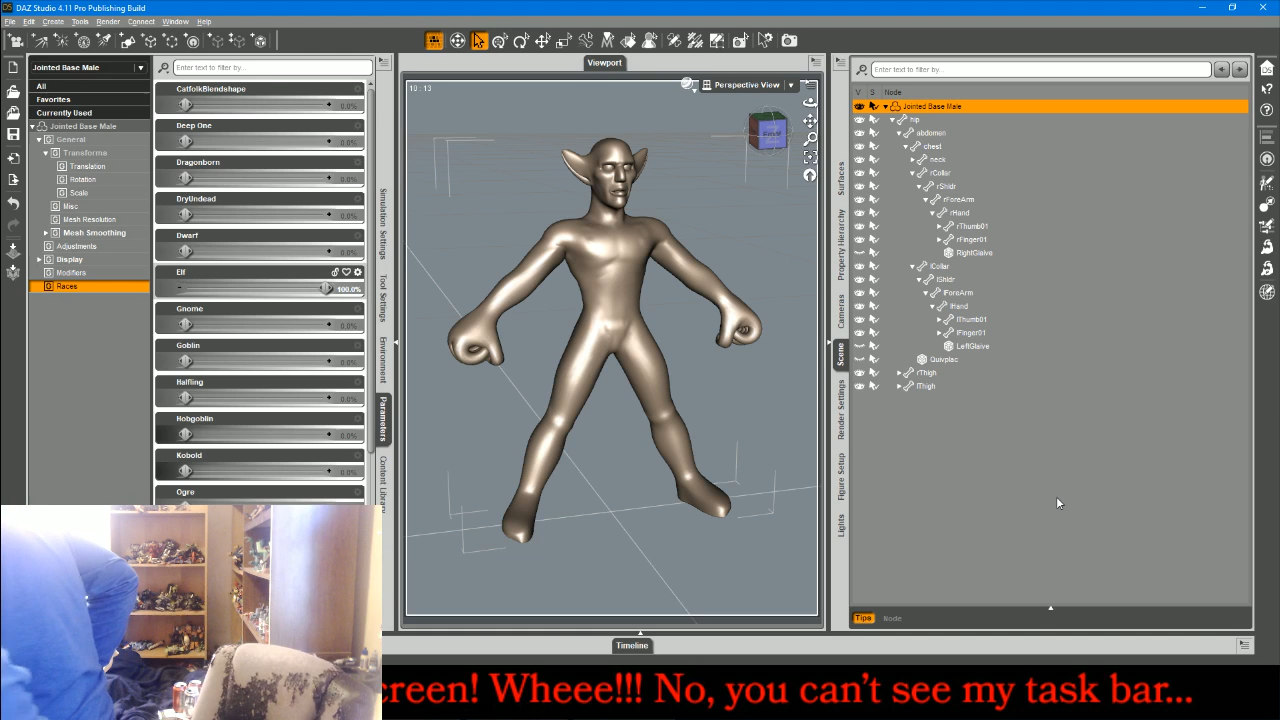 DAZ Studio 4.11 Pro Publishing Build
File Edit Create Tools Render Connect Window Help
Jointed Base Male
Enter text to filter by...
All
Favorites
Currently Used
Jointed Base Male
General
Transforms
Translation
Rotation
Scale
Misc
Mesh Resolution
Mesh Smoothing
Adjustments
Display
Modifiers
Races
CatfolkBlendshape
0.0%
Deep One
0.0%
Dragonborn
0.0%
DryUndead
0.0%
Dwarf
0.0%
Elf
100.0%
Gnome
0.0%
Goblin
0.0%
Halfling
0.0%
Hobgoblin
0.0%
Kobold
0.0%
Ogre
Simulation Settings
Tool Settings
Environment
Parameters
Content Library
Viewport
10 : 13
Perspective View
Front
Surfaces
Property Hierarchy
Cameras
Scene
Render Settings
Figure Setup
Lights
Enter text to filter by...
V S Node
Jointed Base Male
hip
abdomen
chest
neck
rCollar
rShldr
rForeArm
rHand
rThumb01
rFinger01
RightGlaive
lCollar
lShldr
lForeArm
lHand
lThumb01
lFinger01
LeftGlaive
Quivplac
rThigh
lThigh
Tips Node
Timeline
creen! Wheee!!! No, you can't see my task bar...